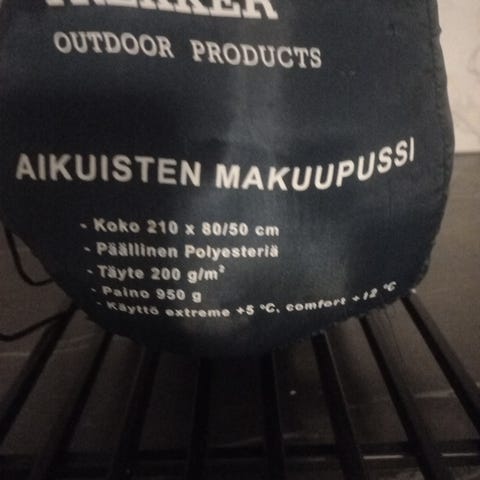 TREKKER
OUTDOOR PRODUCTS
AIKUISTEN MAKUUPUSSI
- Koko 210 x 80/50 cm
- Päällinen Polyesteriä
- Täyte 200 g/m²
- Paino 950 g
- Käyttö extreme +5 °C, comfort +12 °C